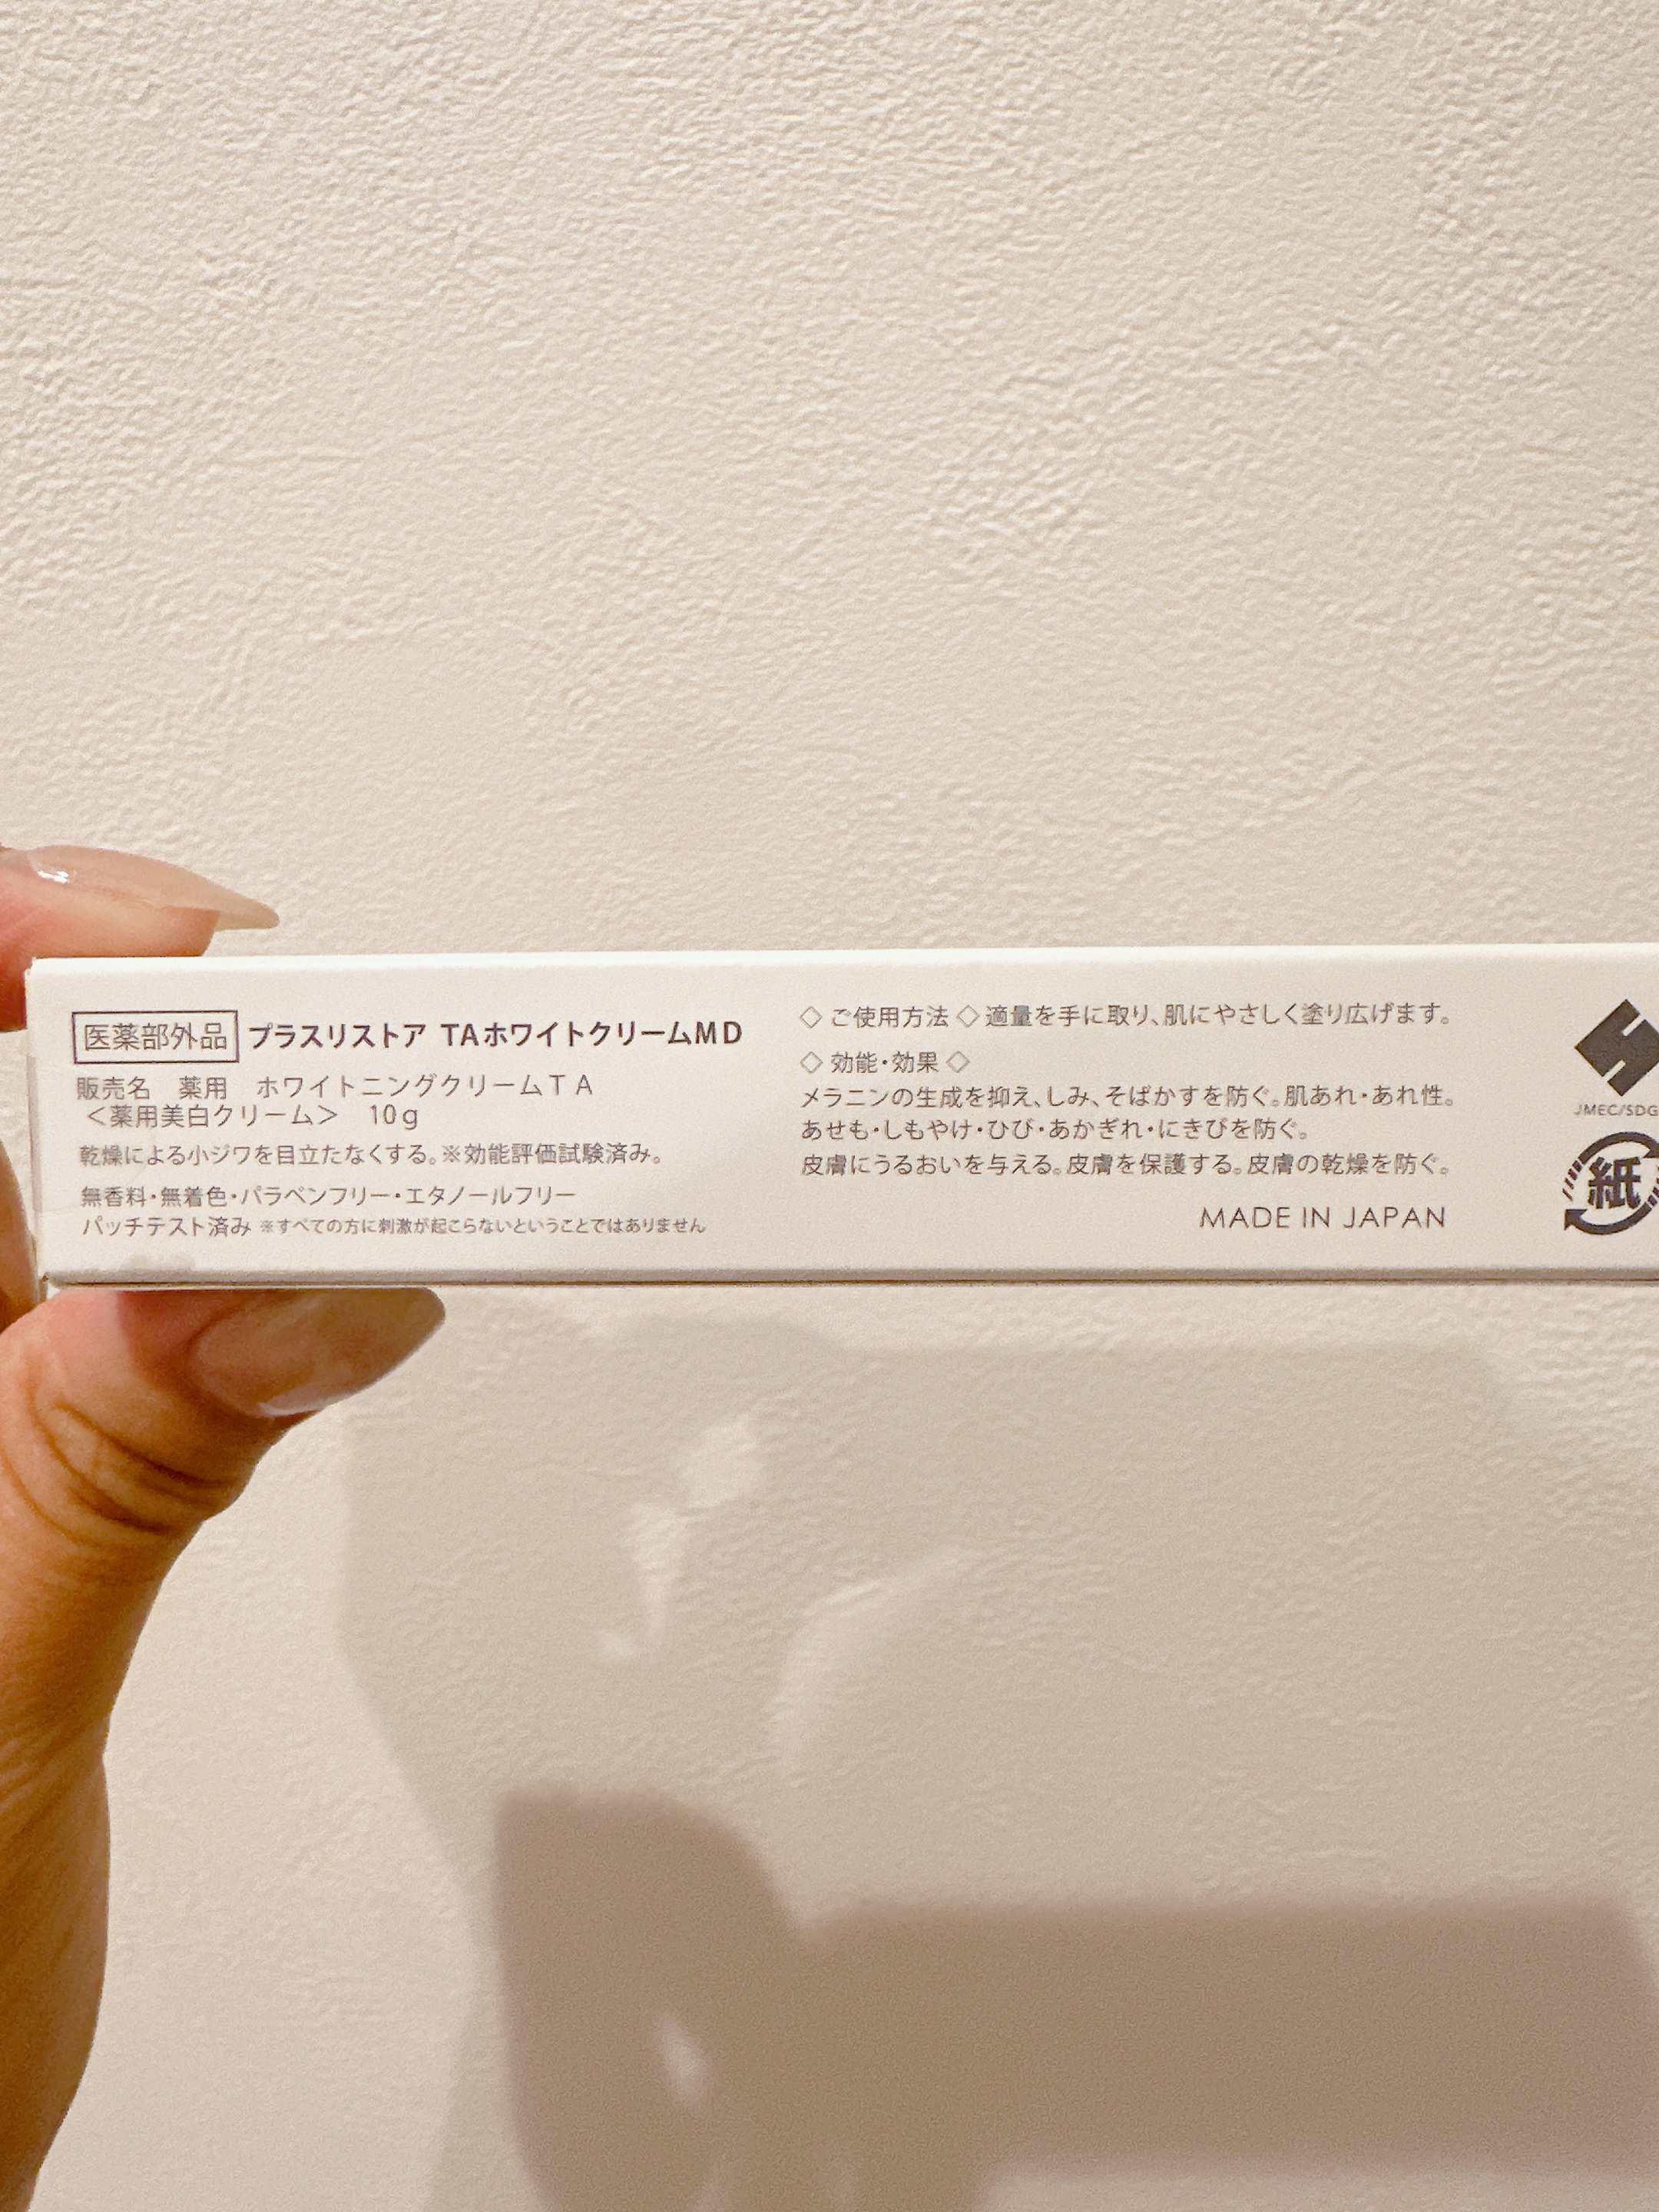 医薬部外品 プラスリストア TAホワイトクリームMD
販売名　薬用　ホワイトニングクリームTA
＜薬用美白クリーム＞　10g
乾燥による小ジワを目立たなくする。※効能評価試験済み。
無香料・無着色・パラベンフリー・エタノールフリー
パッチテスト済み ※すべての方に刺激が起こらないということではありません
◇ご使用方法◇適量を手に取り、肌にやさしく塗り広げます。
◇効能・効果◇
メラニンの生成を抑え、しみ、そばかすを防ぐ。肌あれ・あれ性。
あせも・しもやけ・ひび・あかぎれ・にきびを防ぐ。
皮膚にうるおいを与える。皮膚を保護する。皮膚の乾燥を防ぐ。
MADE IN JAPAN
JMEC/SDG
紙